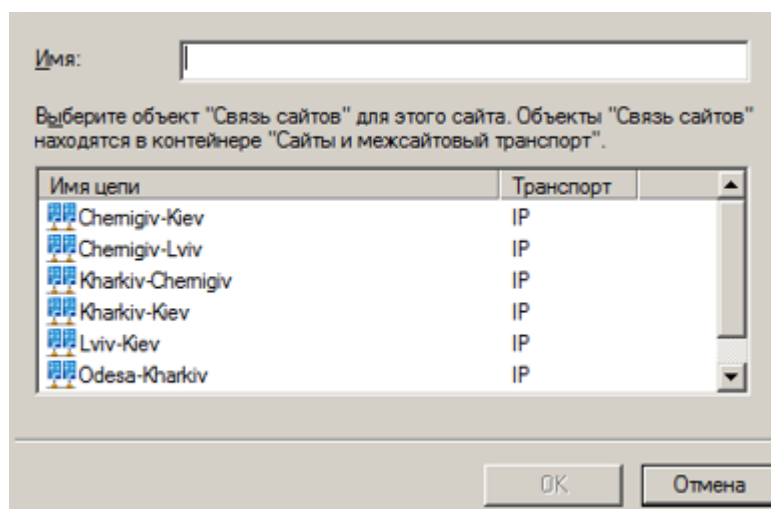 Имя:
Выберите объект "Связь сайтов" для этого сайта. Объекты "Связь сайтов"
находятся в контейнере "Сайты и межсайтовый транспорт".
Имя цепи Транспорт
Chernigiv-Kiev IP
Chernigiv-Lviv IP
Kharkiv-Chernigiv IP
Kharkiv-Kiev IP
Lviv-Kiev IP
Odesa-Kharkiv IP
OK Отмена